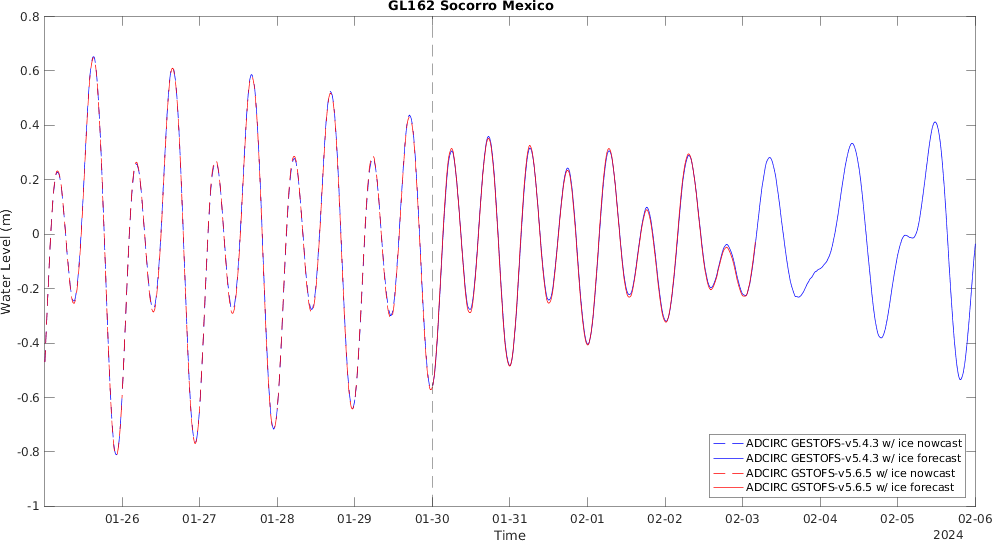 GL162 Socorro Mexico
Water Level (m)
0.8
0.6
0.4
0.2
0
-0.2
-0.4
-0.6
-0.8
-1
ADCIRC GESTOFS-v5.4.3 w/ ice nowcast
ADCIRC GESTOFS-v5.4.3 w/ ice forecast
ADCIRC GSTOFS-v5.6.5 w/ ice nowcast
ADCIRC GSTOFS-v5.6.5 w/ ice forecast
01-26 01-27 01-28 01-29 01-30 01-31 02-01 02-02 02-03 02-04 02-05 02-06
Time 2024